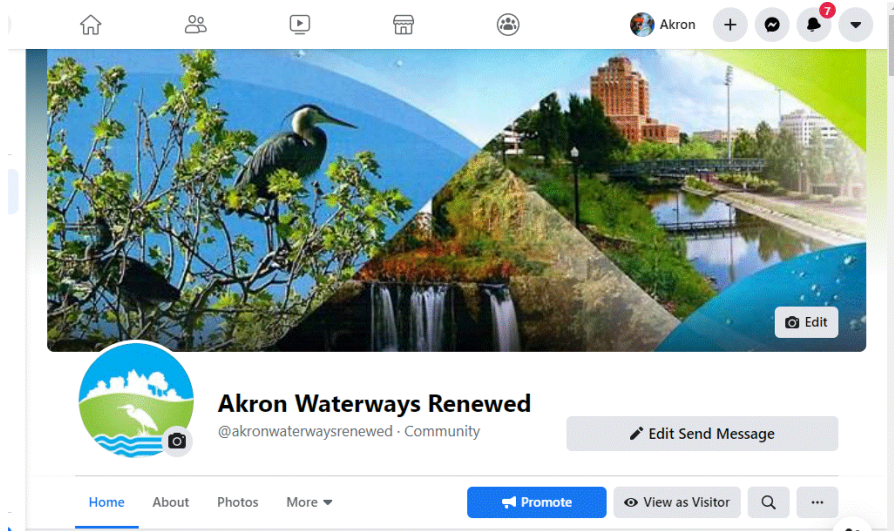 Akron
7
Edit
Akron Waterways Renewed
@akronwaterwaysrenewed · Community
Edit Send Message
Home About Photos More
Promote View as Visitor